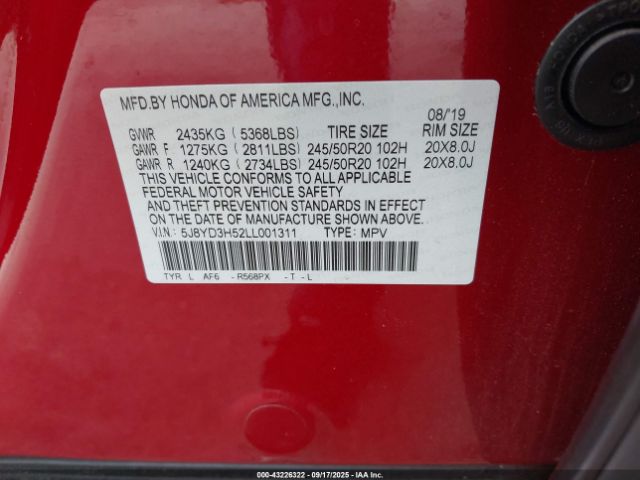 MFD.BY HONDA OF AMERICA MFG.,INC.
08/'19
GVWR 2435KG ( 5368LBS) TIRE SIZE RIM SIZE
GAWR F 1275KG ( 2811LBS) 245/50R20 102H 20X8.0J
GAWR R 1240KG ( 2734LBS) 245/50R20 102H 20X8.0J
THIS VEHICLE CONFORMS TO ALL APPLICABLE
FEDERAL MOTOR VEHICLE SAFETY
AND THEFT PREVENTION STANDARDS IN EFFECT
ON THE DATE OF MANUFACTURE SHOWN ABOVE.
V.I.N.: 5J8YD3H52LL001311 TYPE: MPV
TYR L AF6 - R568PX - T - L
000-43226322 - 09/17/2025 - IAA Inc.